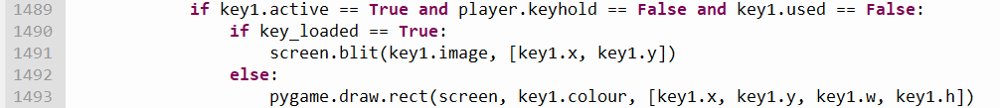 1489 if key1.active == True and player.keyhold == False and key1.used == False:
1490 if key_loaded == True:
1491 screen.blit(key1.image, [key1.x, key1.y])
1492 else:
1493 pygame.draw.rect(screen, key1.colour, [key1.x, key1.y, key1.w, key1.h])